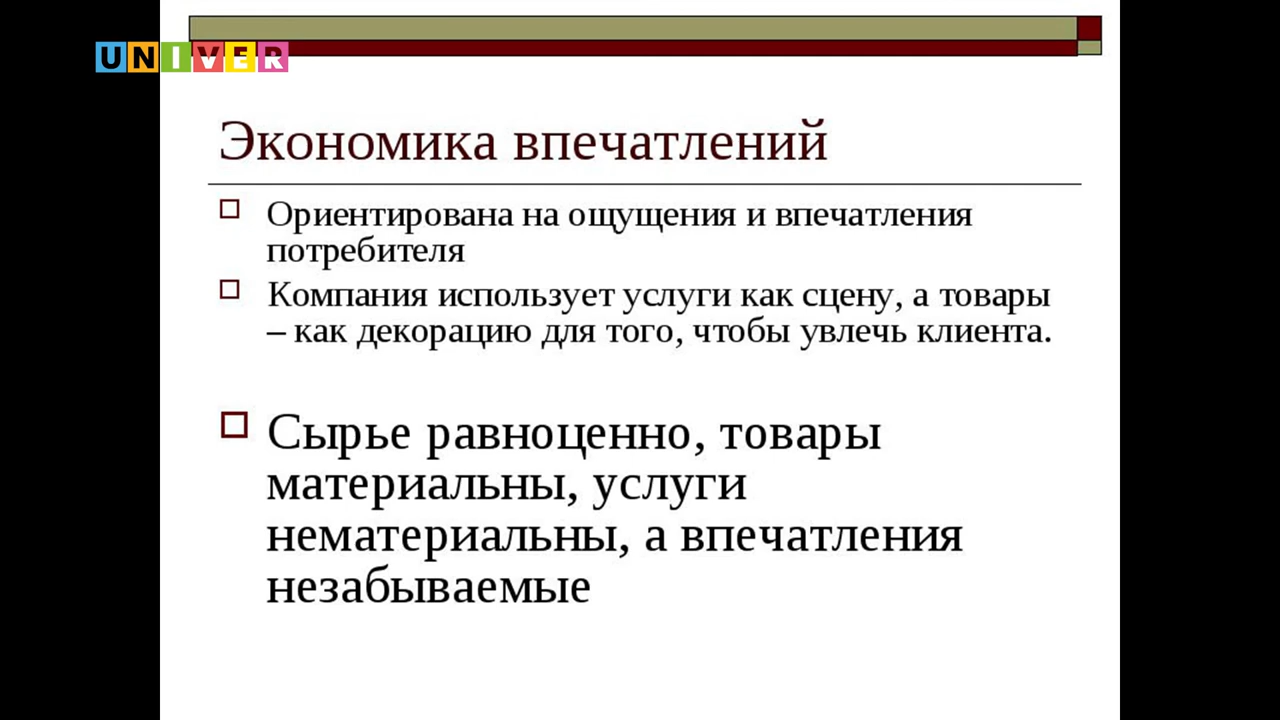 UNIVER
Экономика впечатлений
Ориентирована на ощущения и впечатления
потребителя
Компания использует услуги как сцену, а товары
– как декорацию для того, чтобы увлечь клиента.
Сырье равноценно, товары
материальны, услуги
нематериальны, а впечатления
незабываемые